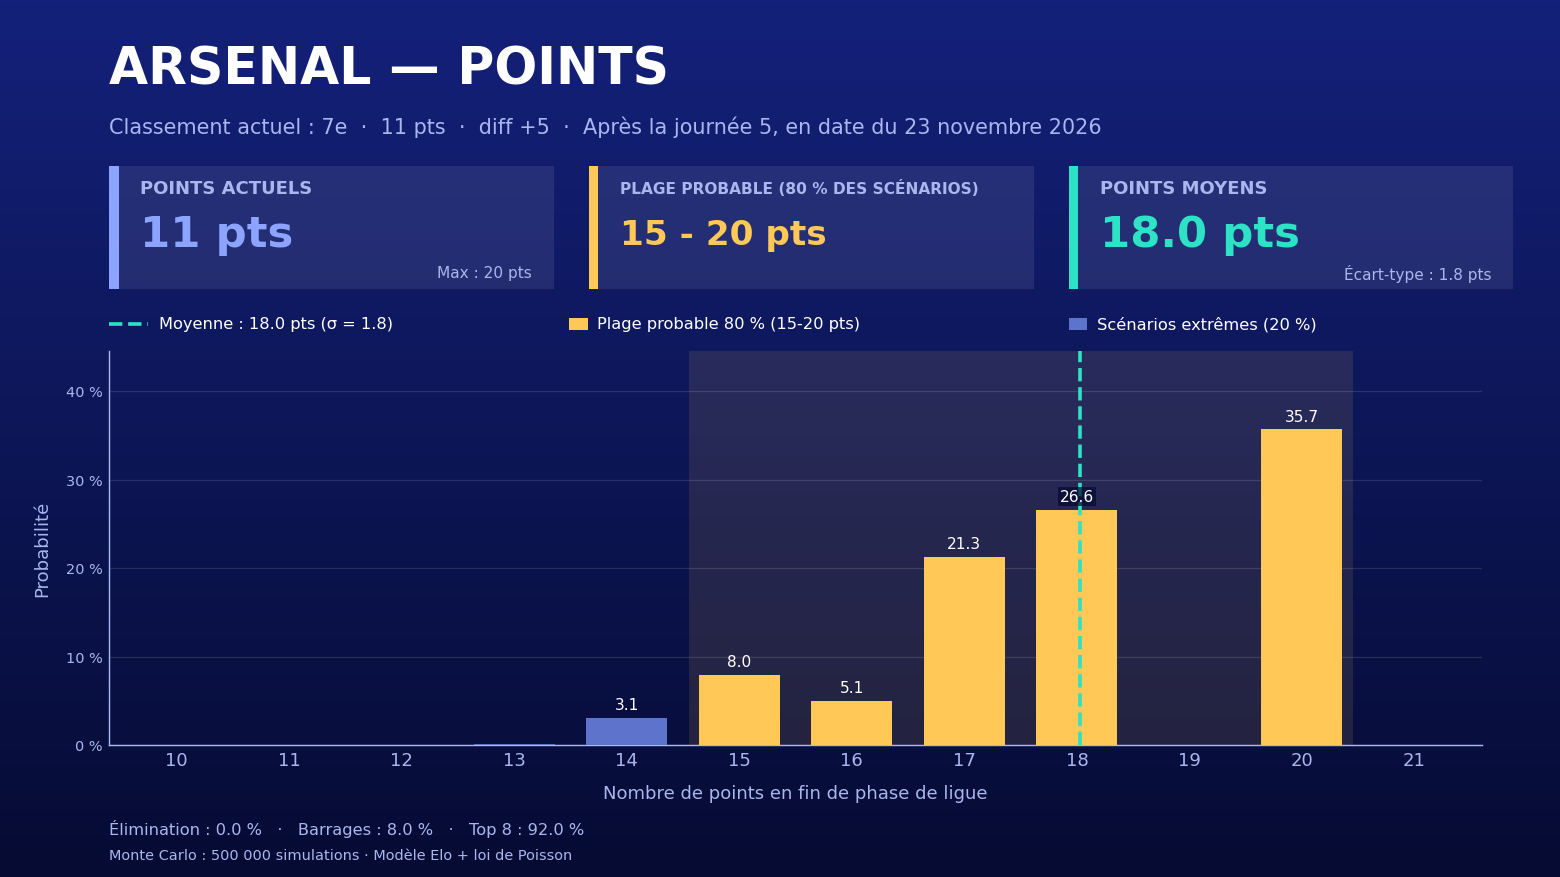 ARSENAL — POINTS
Classement actuel : 7e · 11 pts · diff +5 · Après la journée 5, en date du 23 novembre 2026
POINTS ACTUELS
11 pts
Max : 20 pts
PLAGE PROBABLE (80 % DES SCÉNARIOS)
15 - 20 pts
POINTS MOYENS
18.0 pts
Écart-type : 1.8 pts
Moyenne : 18.0 pts (σ = 1.8)
Plage probable 80 % (15-20 pts)
Scénarios extrêmes (20 %)
Probabilité
40 %
30 %
20 %
10 %
0 %
3.1
8.0
5.1
21.3
26.6
35.7
10 11 12 13 14 15 16 17 18 19 20 21
Nombre de points en fin de phase de ligue
Élimination : 0.0 % · Barrages : 8.0 % · Top 8 : 92.0 %
Monte Carlo : 500 000 simulations · Modèle Elo + loi de Poisson